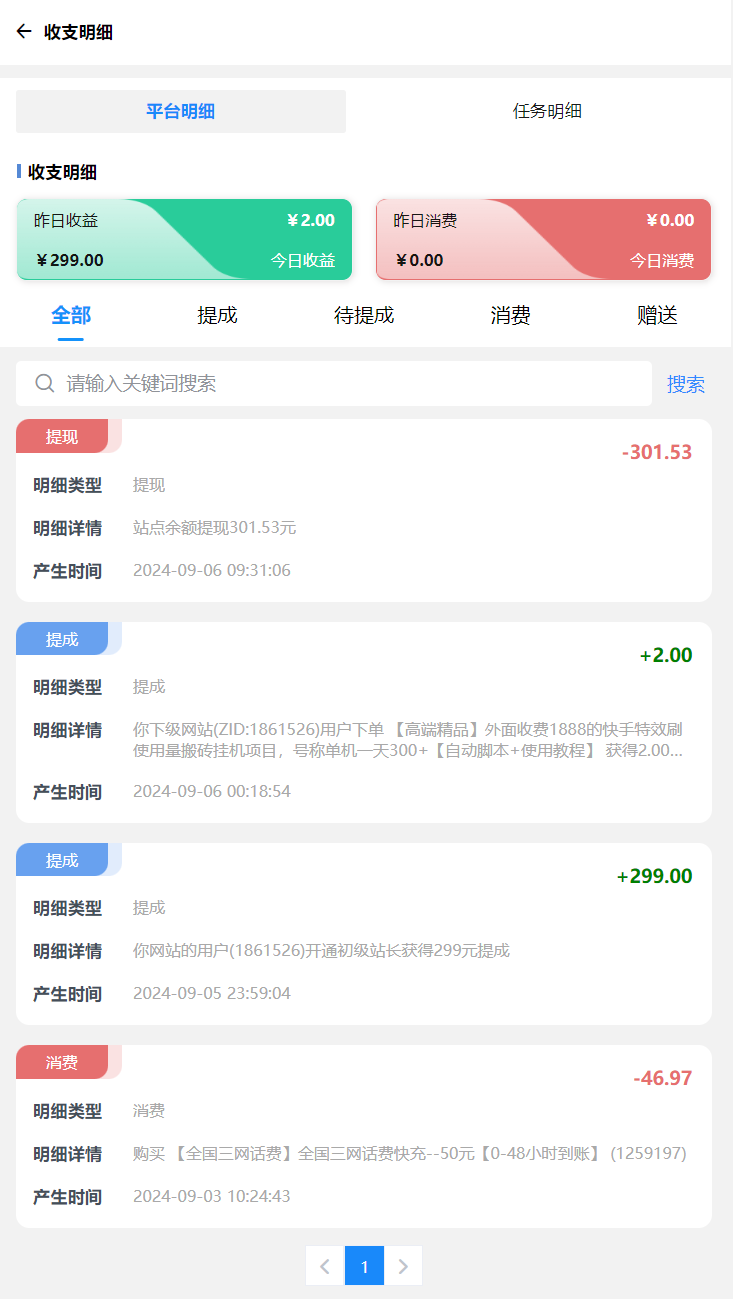 收支明细
平台明细
任务明细
收支明细
昨日收益
¥2.00
¥299.00
今日收益
昨日消费
¥0.00
¥0.00
今日消费
全部
提成
待提成
消费
赠送
请输入关键词搜索
搜索
提现
-301.53
明细类型 提现
明细详情 站点余额提现301.53元
产生时间 2024-09-06 09:31:06
提成
+2.00
明细类型 提成
明细详情 你下级网站(ZID:1861526)用户下单 【高端精品】外面收费1888的快手特效刷
使用量搬砖挂机项目，号称单机一天300+【自动脚本+使用教程】 获得2.00...
产生时间 2024-09-06 00:18:54
提成
+299.00
明细类型 提成
明细详情 你网站的用户(1861526)开通初级站长获得299元提成
产生时间 2024-09-05 23:59:04
消费
-46.97
明细类型 消费
明细详情 购买 【全国三网话费】全国三网话费快充--50元【0-48小时到账】 (1259197)
产生时间 2024-09-03 10:24:43
1